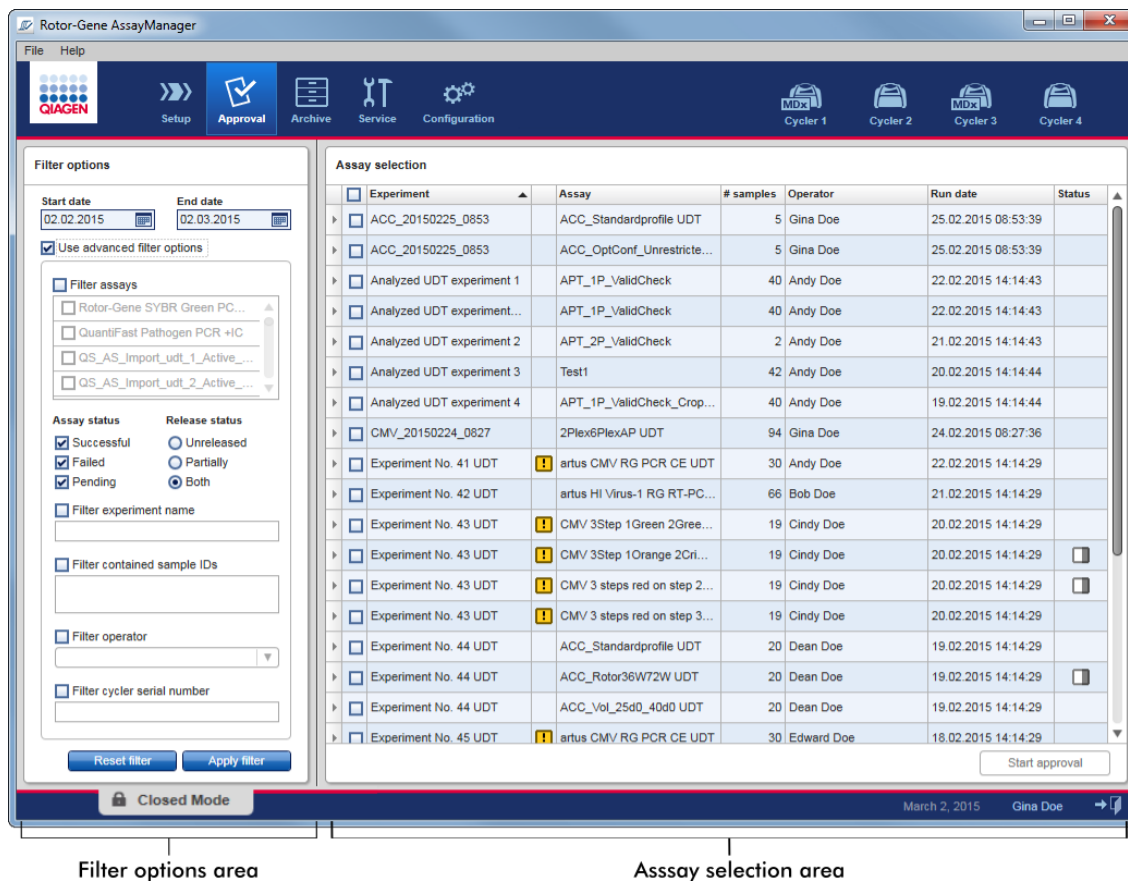 Rotor-Gene AssayManager
File Help
QIAGEN
Setup Approval Archive Service Configuration MDx Cycler 1 Cycler 2 MDx Cycler 3 Cycler 4
Filter options
Start date End date
02.02.2015 02.03.2015
Use advanced filter options
Filter assays
Rotor-Gene SYBR Green PC...
QuantiFast Pathogen PCR +IC
QS_AS_Import_udt_1_Active_...
QS_AS_Import_udt_2_Active_...
Assay status Release status
Successful Unreleased
Failed Partially
Pending Both
Filter experiment name
Filter contained sample IDs
Filter operator
Filter cycler serial number
Reset filter Apply filter
Assay selection
Experiment Assay # samples Operator Run date Status
ACC_20150225_0853 ACC_Standardprofile UDT 5 Gina Doe 25.02.2015 08:53:39
ACC_20150225_0853 ACC_OptConf_Unrestricte... 5 Gina Doe 25.02.2015 08:53:39
Analyzed UDT experiment 1 APT_1P_ValidCheck 40 Andy Doe 22.02.2015 14:14:43
Analyzed UDT experiment... APT_1P_ValidCheck 40 Andy Doe 22.02.2015 14:14:43
Analyzed UDT experiment 2 APT_2P_ValidCheck 2 Andy Doe 21.02.2015 14:14:43
Analyzed UDT experiment 3 Test1 42 Andy Doe 20.02.2015 14:14:44
Analyzed UDT experiment 4 APT_1P_ValidCheck_Crop... 40 Andy Doe 19.02.2015 14:14:44
CMV_20150224_0827 2Plex6PlexAP UDT 94 Gina Doe 24.02.2015 08:27:36
Experiment No. 41 UDT ! artus CMV RG PCR CE UDT 30 Andy Doe 22.02.2015 14:14:29
Experiment No. 42 UDT artus HI Virus-1 RG RT-PC... 66 Bob Doe 21.02.2015 14:14:29
Experiment No. 43 UDT ! CMV 3Step 1Green 2Gree... 19 Cindy Doe 20.02.2015 14:14:29
Experiment No. 43 UDT ! CMV 3Step 1Orange 2Cri... 19 Cindy Doe 20.02.2015 14:14:29
Experiment No. 43 UDT ! CMV 3 steps red on step 2... 19 Cindy Doe 20.02.2015 14:14:29
Experiment No. 43 UDT ! CMV 3 steps red on step 3... 19 Cindy Doe 20.02.2015 14:14:29
Experiment No. 44 UDT ACC_Standardprofile UDT 20 Dean Doe 19.02.2015 14:14:29
Experiment No. 44 UDT ACC_Rotor36W72W UDT 20 Dean Doe 19.02.2015 14:14:29
Experiment No. 44 UDT ACC_Vol_25d0_40d0 UDT 20 Dean Doe 19.02.2015 14:14:29
Experiment No. 45 UDT ! artus CMV RG PCR CE UDT 30 Edward Doe 18.02.2015 14:14:29
Start approval
Closed Mode March 2, 2015 Gina Doe
Filter options area Asssay selection area